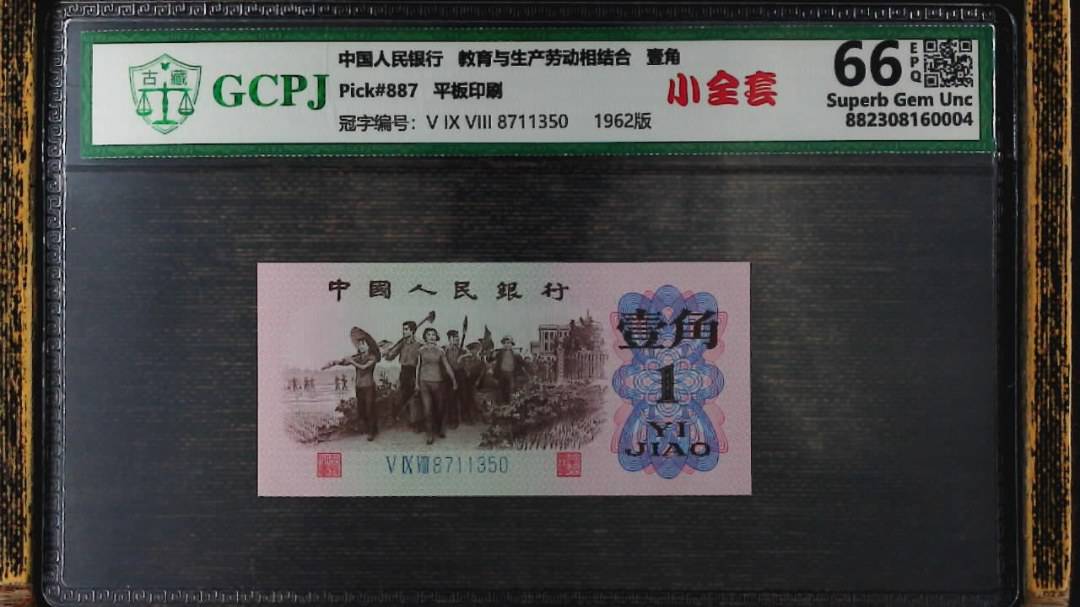 中国人民银行 教育与生产劳动相结合 壹角
古藏
GCPJ
Pick#887 平板印刷
小全套
冠字编号：V IX VIII 8711350 1962版
66 EPQ
Superb Gem Unc
882308160004
中國人民銀行
壹角
1
YI
JIAO
V IX VIII 8711350